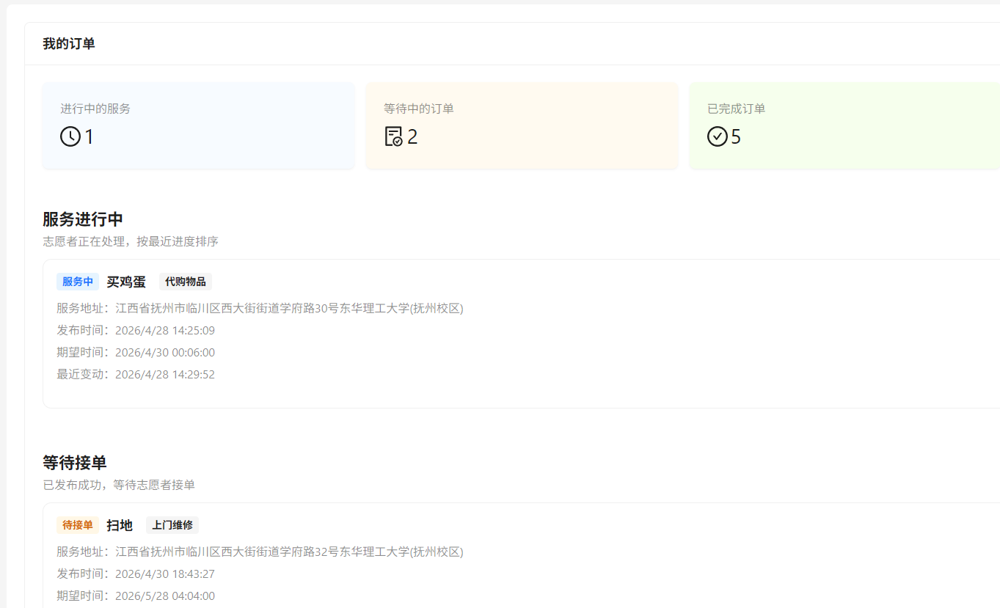 我的订单
进行中的服务
1
等待中的订单
2
已完成订单
5
服务进行中
志愿者正在处理，按最近进度排序
服务中 买鸡蛋 代购物品
服务地址：江西省抚州市临川区西大街街道学府路30号东华理工大学(抚州校区)
发布时间：2026/4/28 14:25:09
期望时间：2026/4/30 00:06:00
最近变动：2026/4/28 14:29:52
等待接单
已发布成功，等待志愿者接单
待接单 扫地 上门维修
服务地址：江西省抚州市临川区西大街街道学府路32号东华理工大学(抚州校区)
发布时间：2026/4/30 18:43:27
期望时间：2026/5/28 04:04:00